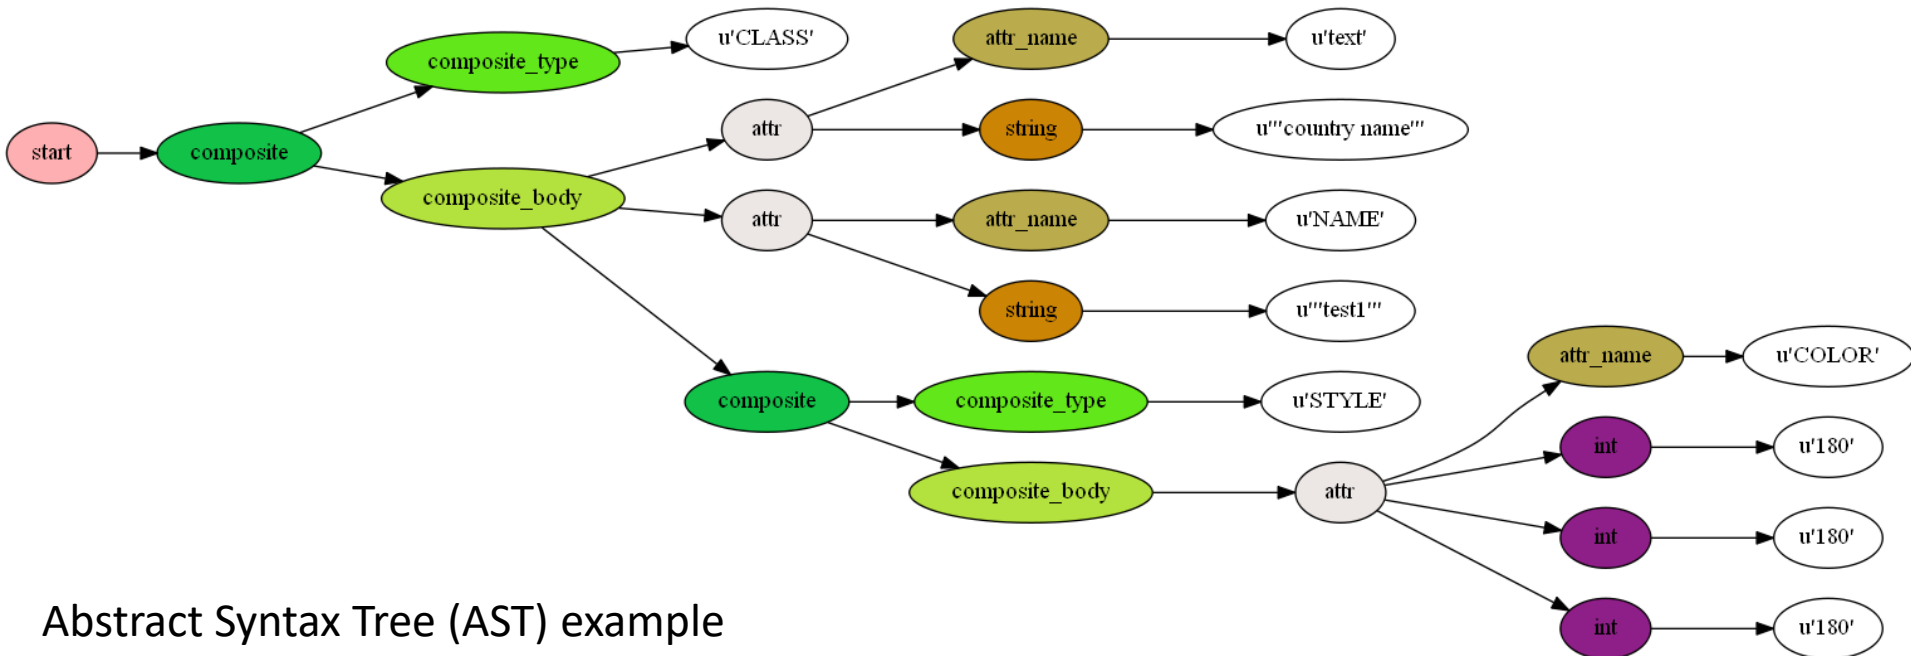 u'CLASS'
attr_name
u'text'
composite_type
attr
string
u'"country name"'
start
composite
composite_body
attr
attr_name
u'NAME'
string
u'"test1"'
attr_name
u'COLOR'
composite
composite_type
u'STYLE'
int
u'180'
composite_body
attr
int
u'180'
int
u'180'
Abstract Syntax Tree (AST) example